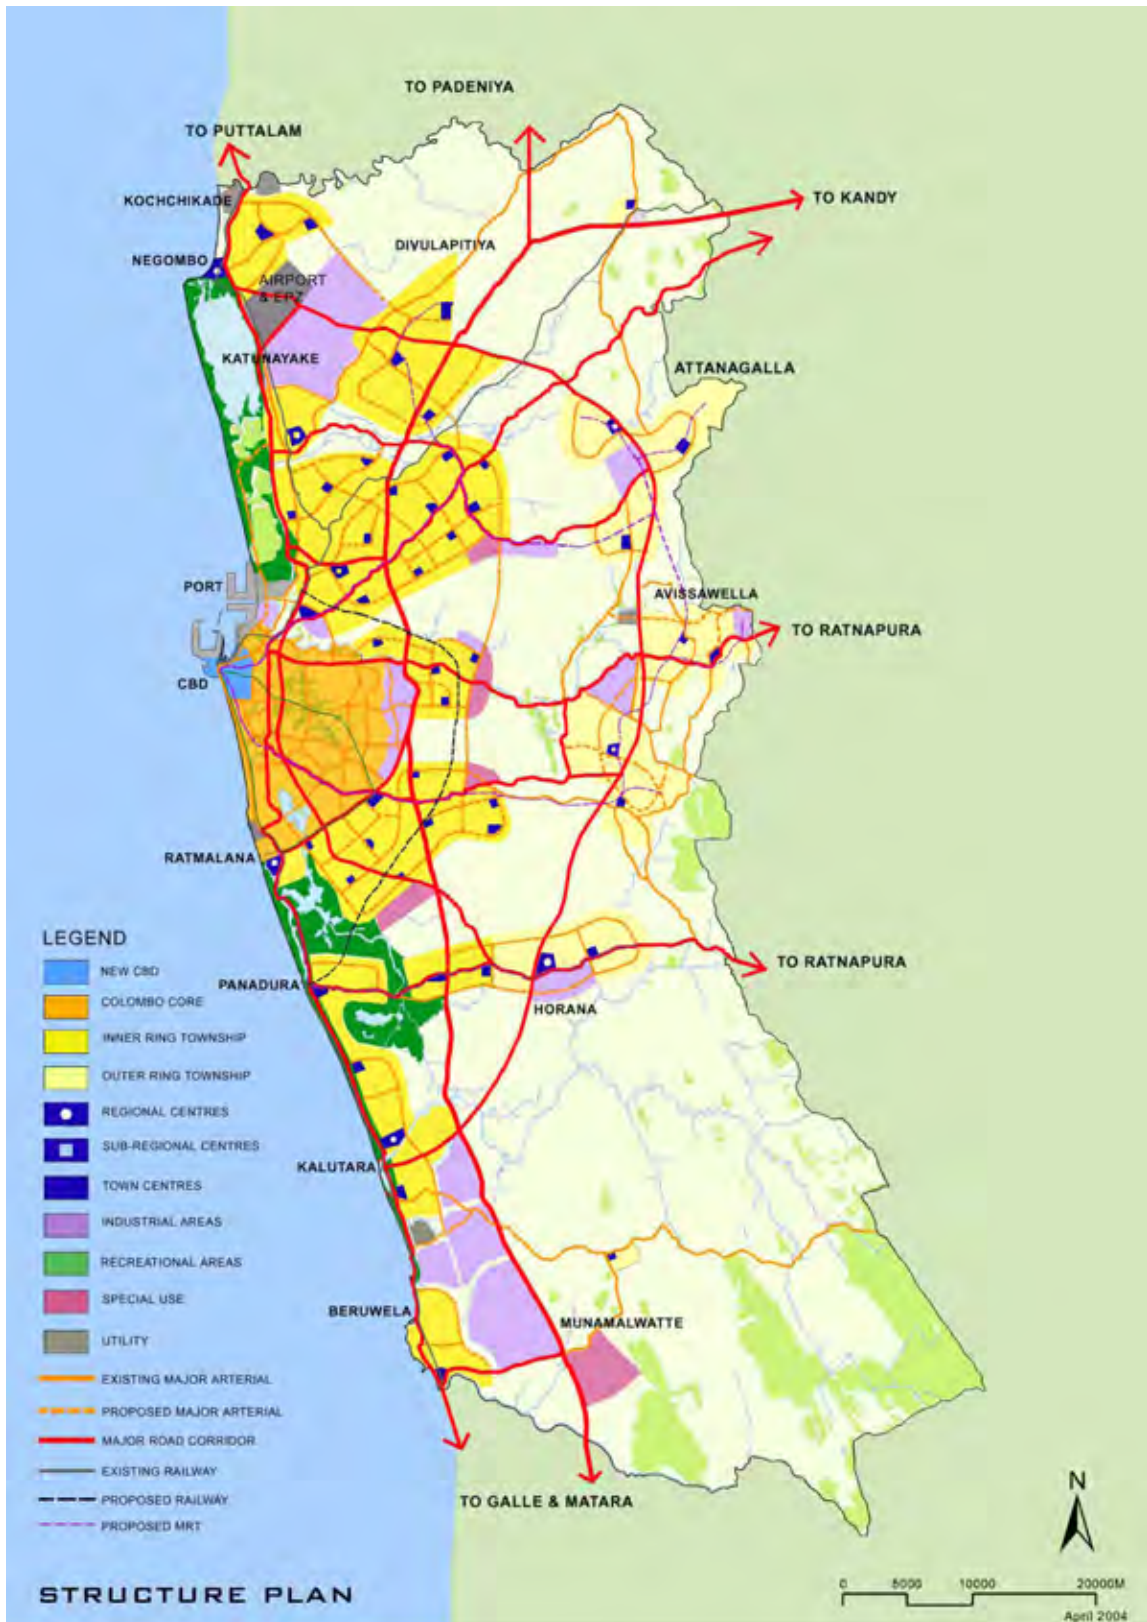 TO PADENIYA
TO PUTTALAM
KOCHCHIKADE
TO KANDY
DIVULAPITIYA
NEGOMBO
AIRPORT
& EPZ
KATUNAYAKE
ATTANAGALLA
PORT
AVISSAWELLA
TO RATNAPURA
CBD
RATMALANA
LEGEND
NEW CBD
COLOMBO CORE
INNER RING TOWNSHIP
OUTER RING TOWNSHIP
REGIONAL CENTRES
SUB-REGIONAL CENTRES
TOWN CENTRES
INDUSTRIAL AREAS
RECREATIONAL AREAS
SPECIAL USE
UTILITY
EXISTING MAJOR ARTERIAL
PROPOSED MAJOR ARTERIAL
MAJOR ROAD CORRIDOR
EXISTING RAILWAY
PROPOSED RAILWAY
PROPOSED MRT
PANADURA
TO RATNAPURA
HORANA
KALUTARA
BERUWELA
MUNAMALWATTE
TO GALLE & MATARA
N
STRUCTURE PLAN
0 5000 10000 20000M
April 2004